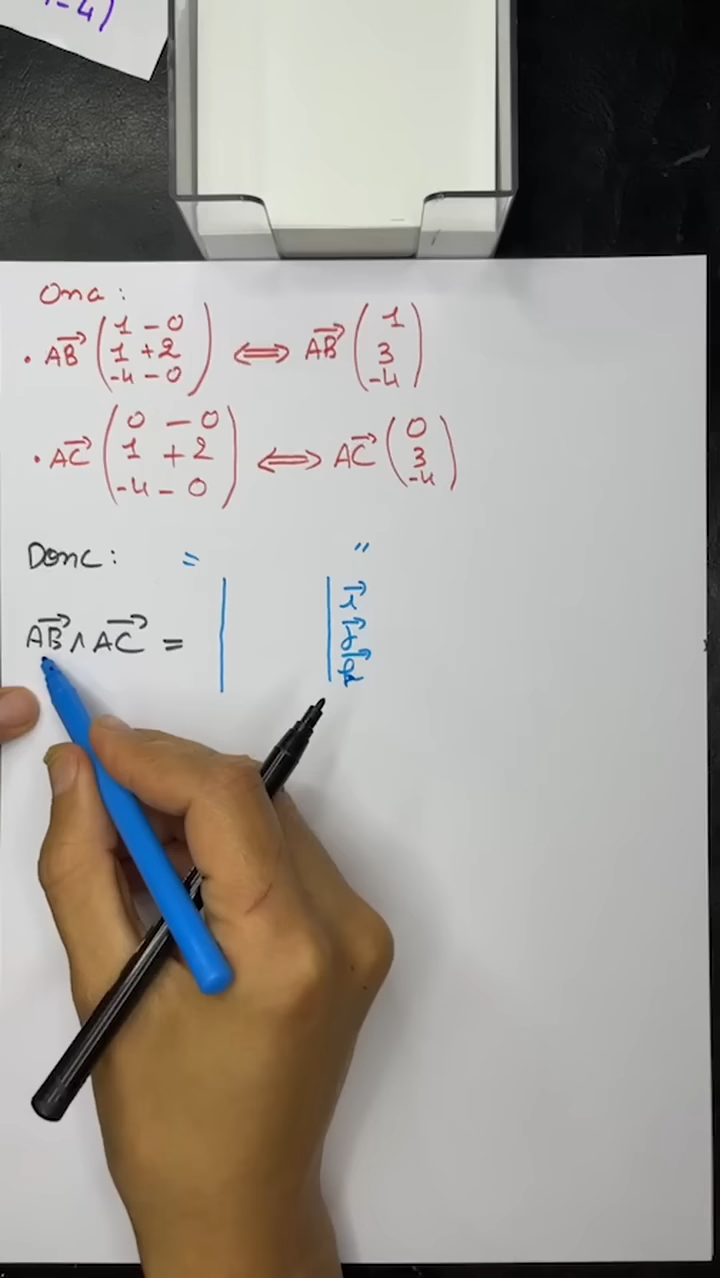 -4)
On a :
. AB→ ( 1 - 0 / 1 + 2 / -4 - 0 ) ⟺ AB→ ( 1 / 3 / -4 )
. AC→ ( 0 - 0 / 1 + 2 / -4 - 0 ) ⟺ AC→ ( 0 / 3 / -4 )
Donc : = "
AB→ ∧ AC→ = | | i→ j→ k→